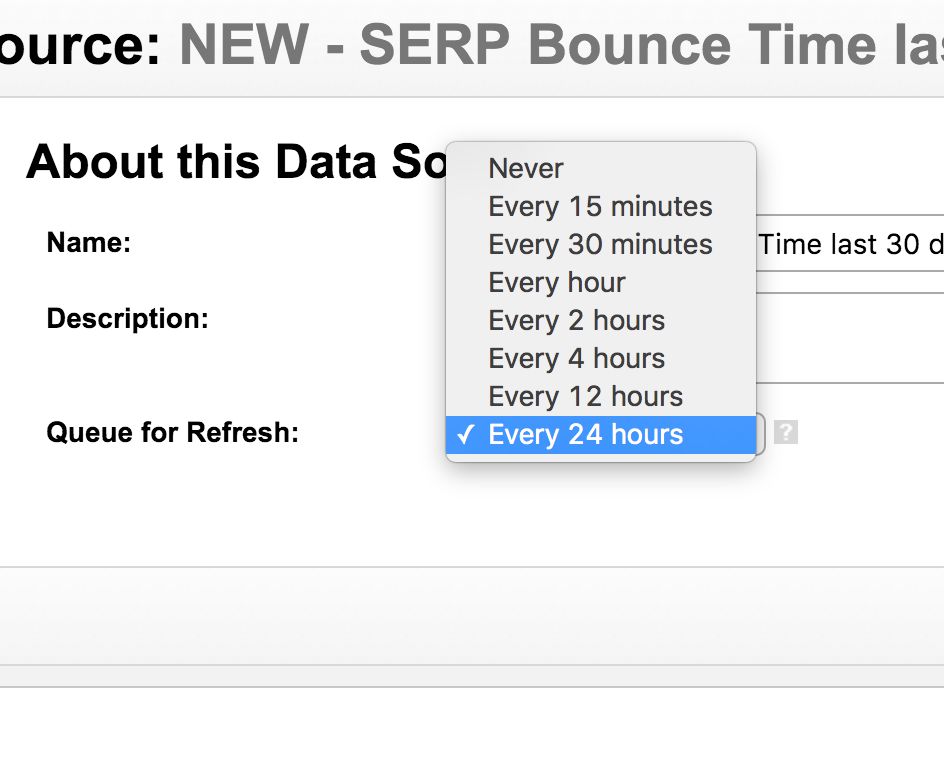 ource: NEW - SERP Bounce Time las
About this Data So
Never
Every 15 minutes
Name:
Time last 30 d
Every 30 minutes
Every hour
Description:
Every 2 hours
Every 4 hours
Every 12 hours
Queue for Refresh:
✓ Every 24 hours
?